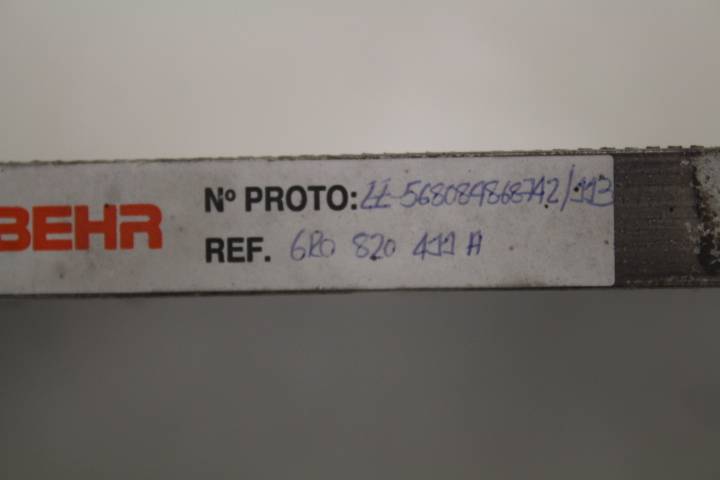 BEHR
Nº PROTO:
REF. 6R0 820 411 A